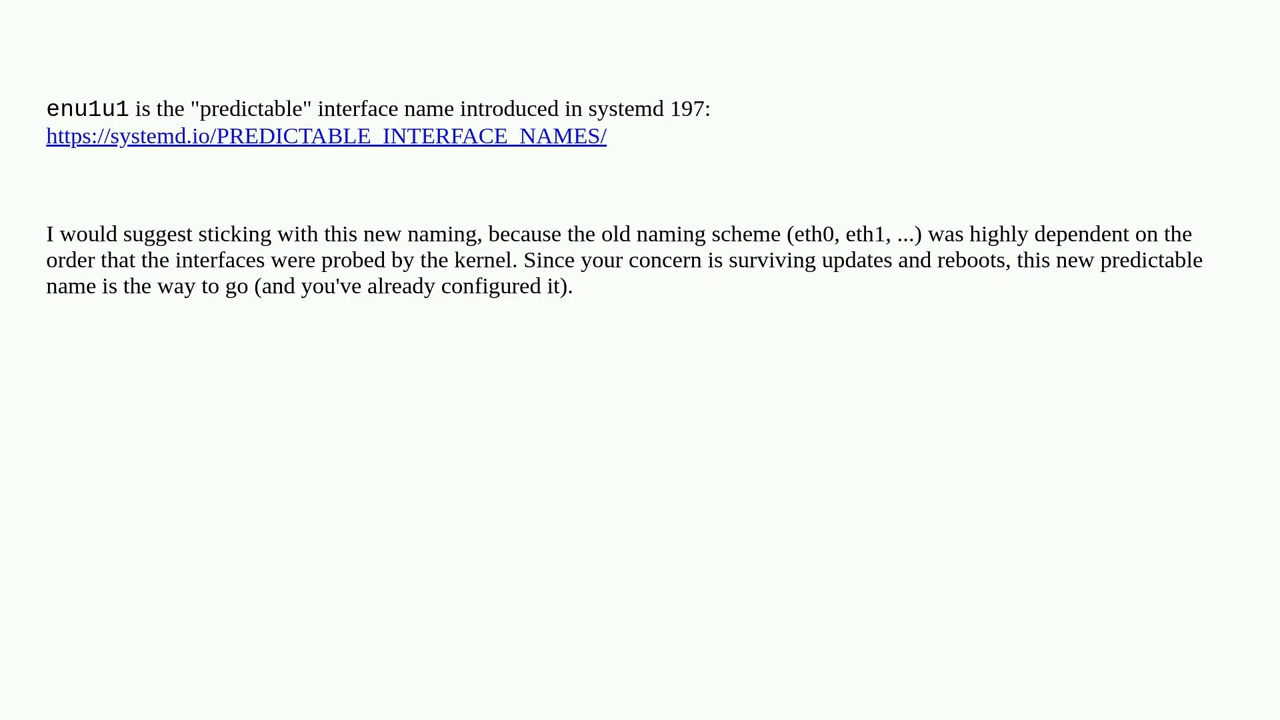 enu1u1 is the "predictable" interface name introduced in systemd 197:
https://systemd.io/PREDICTABLE_INTERFACE_NAMES/
I would suggest sticking with this new naming, because the old naming scheme (eth0, eth1, ...) was highly dependent on the
order that the interfaces were probed by the kernel. Since your concern is surviving updates and reboots, this new predictable
name is the way to go (and you've already configured it).